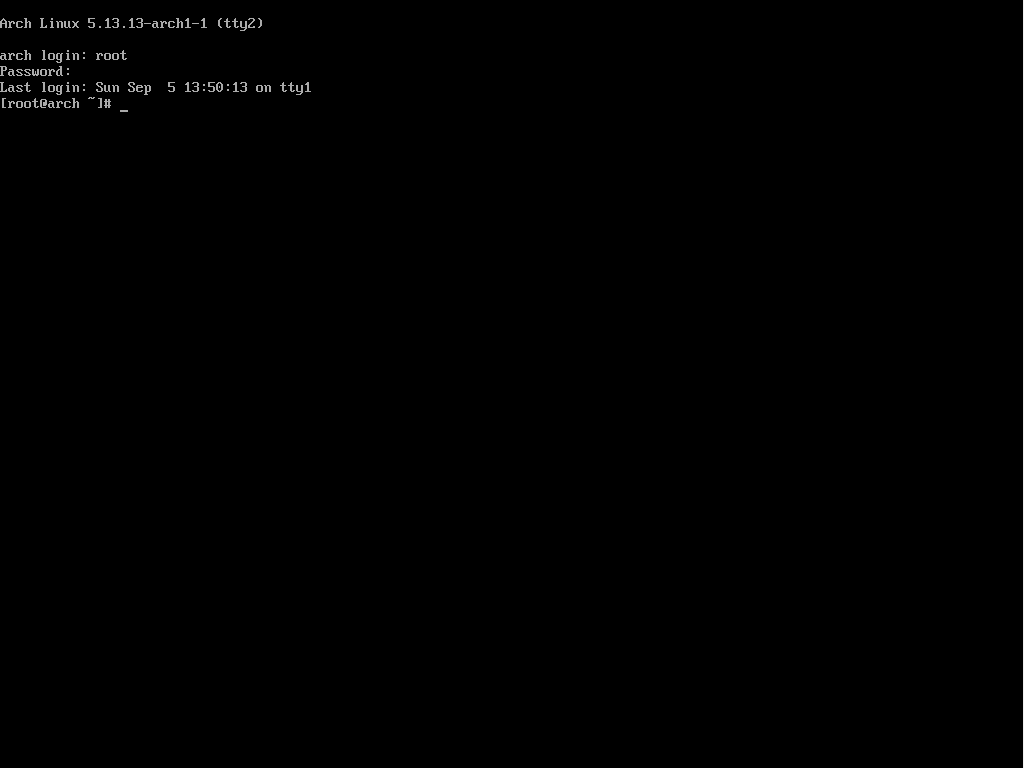 Arch Linux 5.13.13-arch1-1 (tty2)
arch login: root
Password:
Last login: Sun Sep  5 13:50:13 on tty1
[root@arch ~]# _